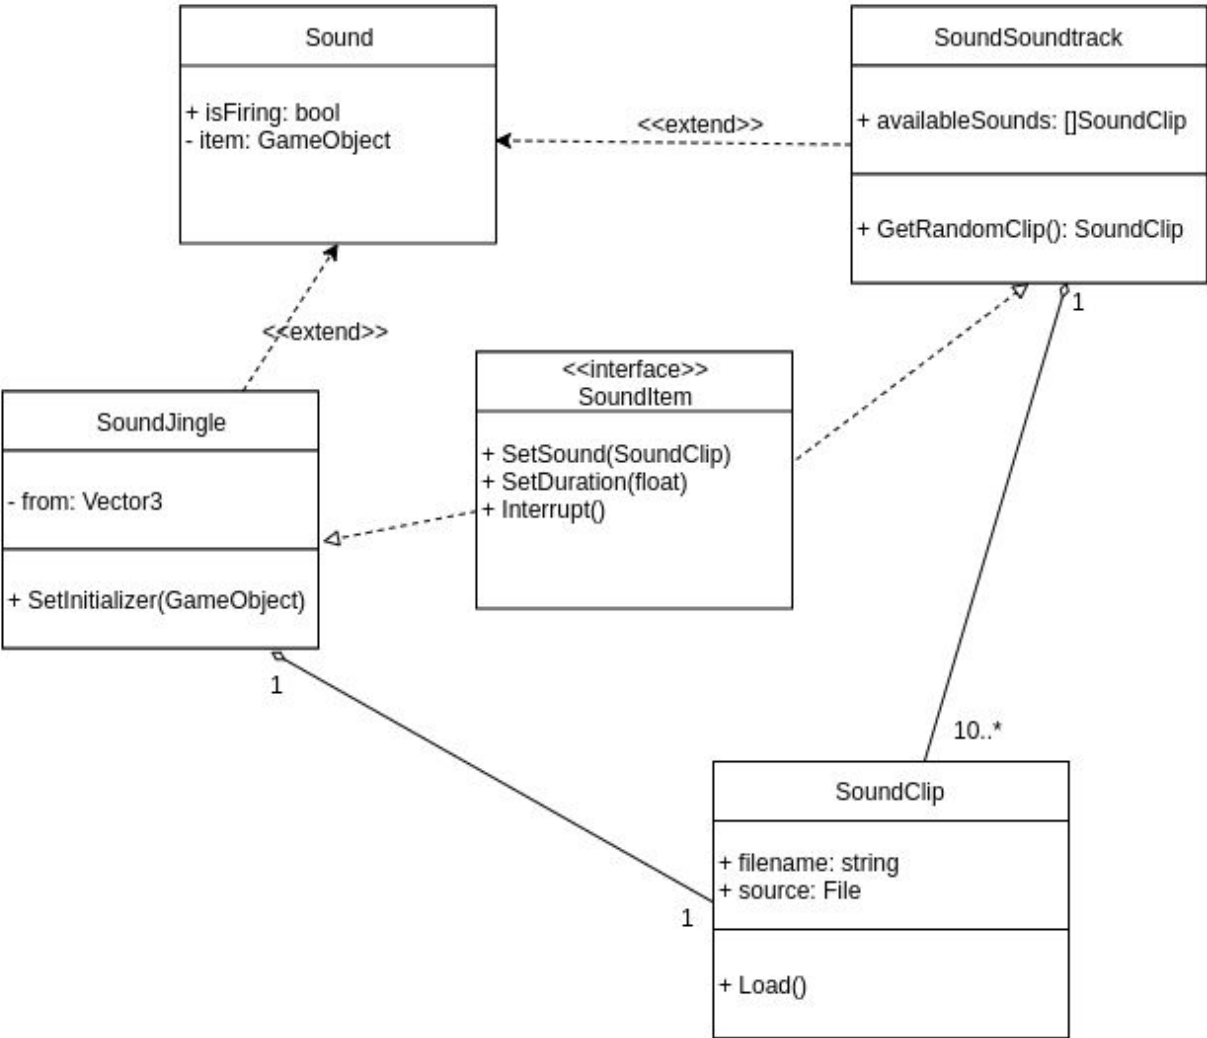 Sound
+ isFiring: bool
- item: GameObject
<<extend>>
SoundSoundtrack
+ availableSounds: []SoundClip
+ GetRandomClip(): SoundClip
1
<<extend>>
<<interface>>
SoundItem
+ SetSound(SoundClip)
+ SetDuration(float)
+ Interrupt()
SoundJingle
- from: Vector3
+ SetInitializer(GameObject)
1
10..*
SoundClip
+ filename: string
+ source: File
1
+ Load()